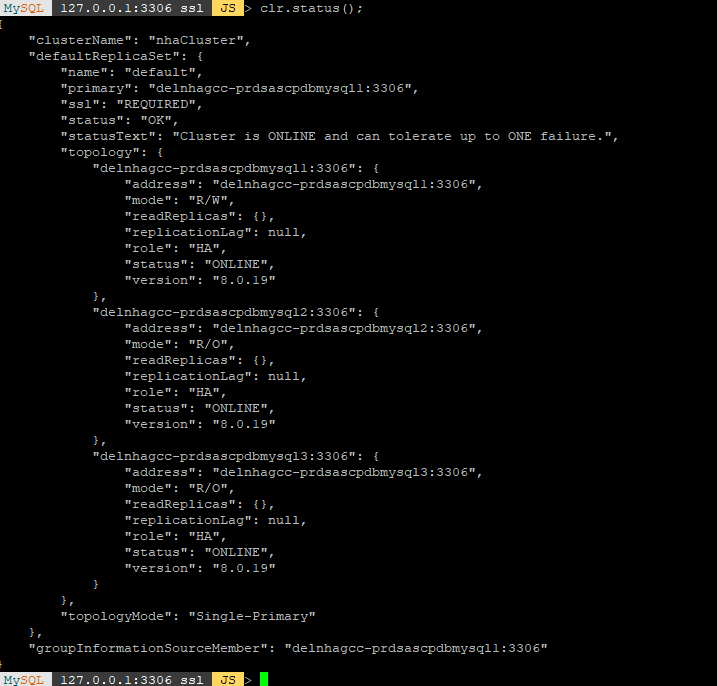 MySQL 127.0.0.1:3306 ssl JS > clr.status();
{
    "clusterName": "nhaCluster",
    "defaultReplicaSet": {
        "name": "default",
        "primary": "delnhagcc-prdsascpdbmysql1:3306",
        "ssl": "REQUIRED",
        "status": "OK",
        "statusText": "Cluster is ONLINE and can tolerate up to ONE failure.",
        "topology": {
            "delnhagcc-prdsascpdbmysql1:3306": {
                "address": "delnhagcc-prdsascpdbmysql1:3306",
                "mode": "R/W",
                "readReplicas": {},
                "replicationLag": null,
                "role": "HA",
                "status": "ONLINE",
                "version": "8.0.19"
            },
            "delnhagcc-prdsascpdbmysql2:3306": {
                "address": "delnhagcc-prdsascpdbmysql2:3306",
                "mode": "R/O",
                "readReplicas": {},
                "replicationLag": null,
                "role": "HA",
                "status": "ONLINE",
                "version": "8.0.19"
            },
            "delnhagcc-prdsascpdbmysql3:3306": {
                "address": "delnhagcc-prdsascpdbmysql3:3306",
                "mode": "R/O",
                "readReplicas": {},
                "replicationLag": null,
                "role": "HA",
                "status": "ONLINE",
                "version": "8.0.19"
            }
        },
        "topologyMode": "Single-Primary"
    },
    "groupInformationSourceMember": "delnhagcc-prdsascpdbmysql1:3306"
}
MySQL 127.0.0.1:3306 ssl JS >